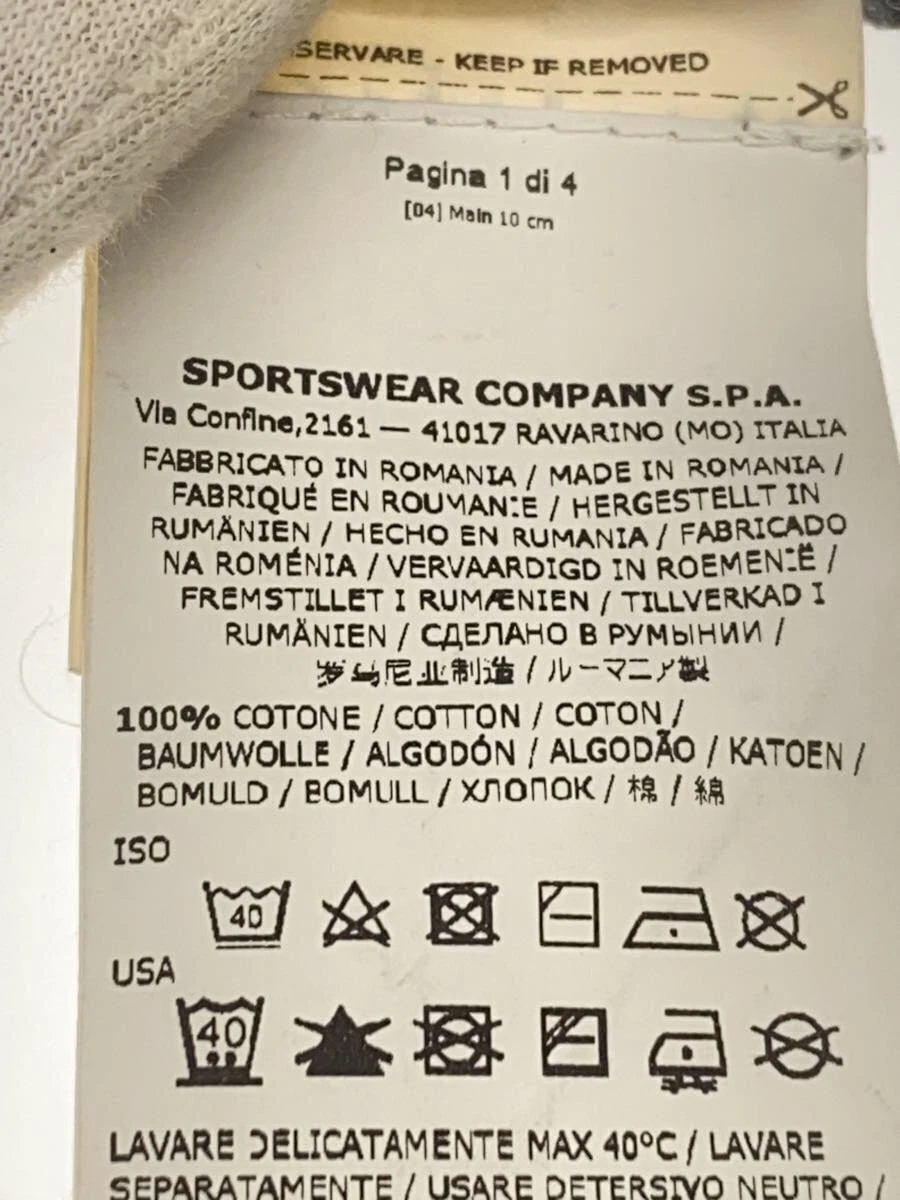 SERVARE - KEEP IF REMOVED
Pagina 1 di 4
[04] Main 10 cm
SPORTSWEAR COMPANY S.P.A.
Via Confine,2161 — 41017 RAVARINO (MO) ITALIA
FABBRICATO IN ROMANIA / MADE IN ROMANIA /
FABRIQUÉ EN ROUMANIE / HERGESTELLT IN
RUMÄNIEN / HECHO EN RUMANIA / FABRICADO
NA ROMÉNIA / VERVAARDIGD IN ROEMENIË /
FREMSTILLET I RUMÆNIEN / TILLVERKAD I
RUMÄNIEN / СДЕЛАНО В РУМЫНИИ /
罗马尼亚制造 / ルーマニア製
100% COTONE / COTTON / COTON /
BAUMWOLLE / ALGODÓN / ALGODÃO / KATOEN /
BOMULD / BOMULL / ХЛОПОК / 棉 / 綿
ISO
40
USA
40
LAVARE DELICATAMENTE MAX 40°C / LAVARE
SEPARATAMENTE / USARE DETERSIVO NEUTRO /